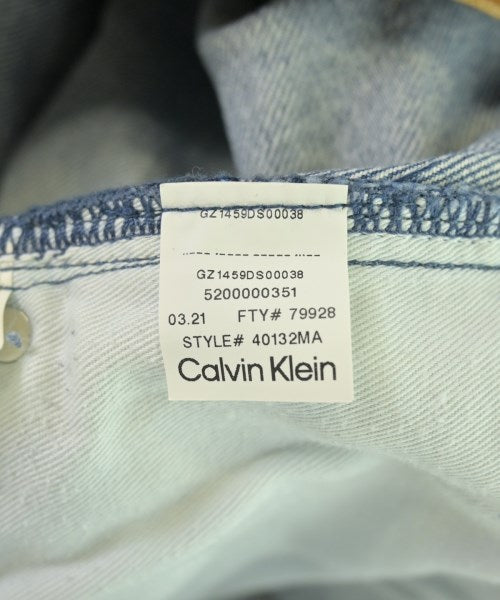 GZ1459DS00038
GZ1459DS00038
5200000351
03.21 FTY# 79928
STYLE# 40132MA
Calvin Klein